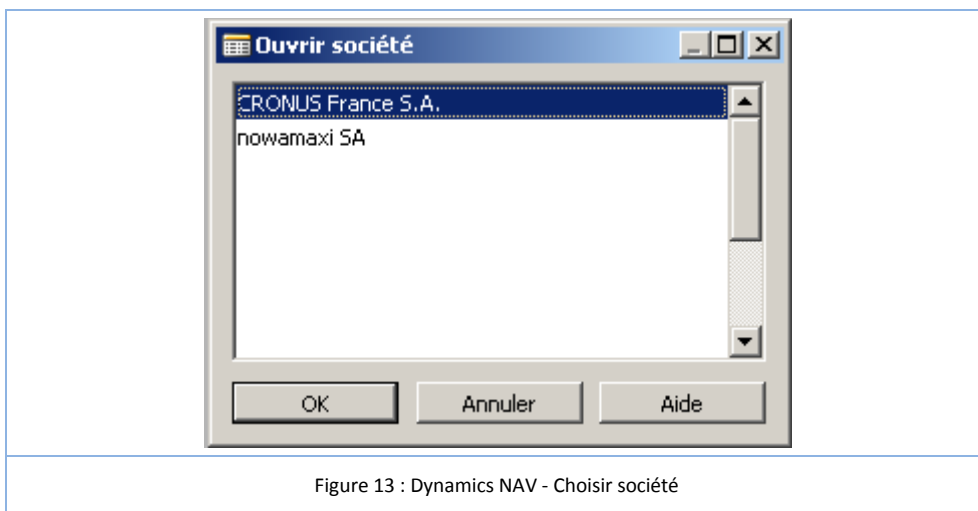 Ouvrir société
CRONUS France S.A.
nowamaxi SA
OK Annuler Aide
Figure 13 : Dynamics NAV - Choisir société